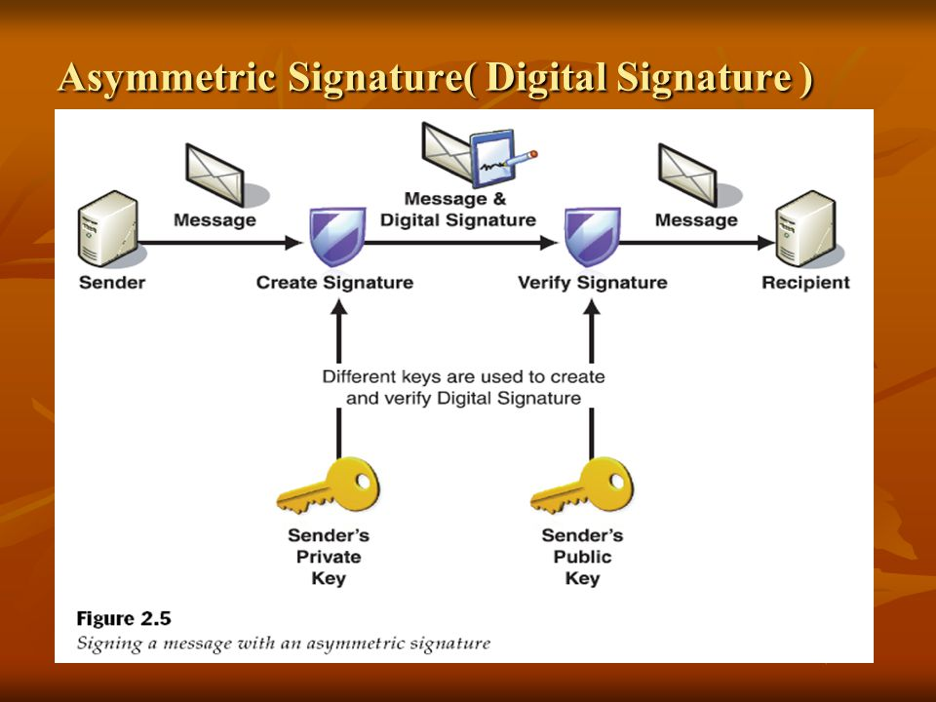 Asymmetric Signature( Digital Signature )
Message
Message &
Digital Signature
Message
Sender
Create Signature
Verify Signature
Recipient
Different keys are used to create
and verify Digital Signature
Sender's
Private
Key
Sender's
Public
Key
Figure 2.5
Signing a message with an asymmetric signature